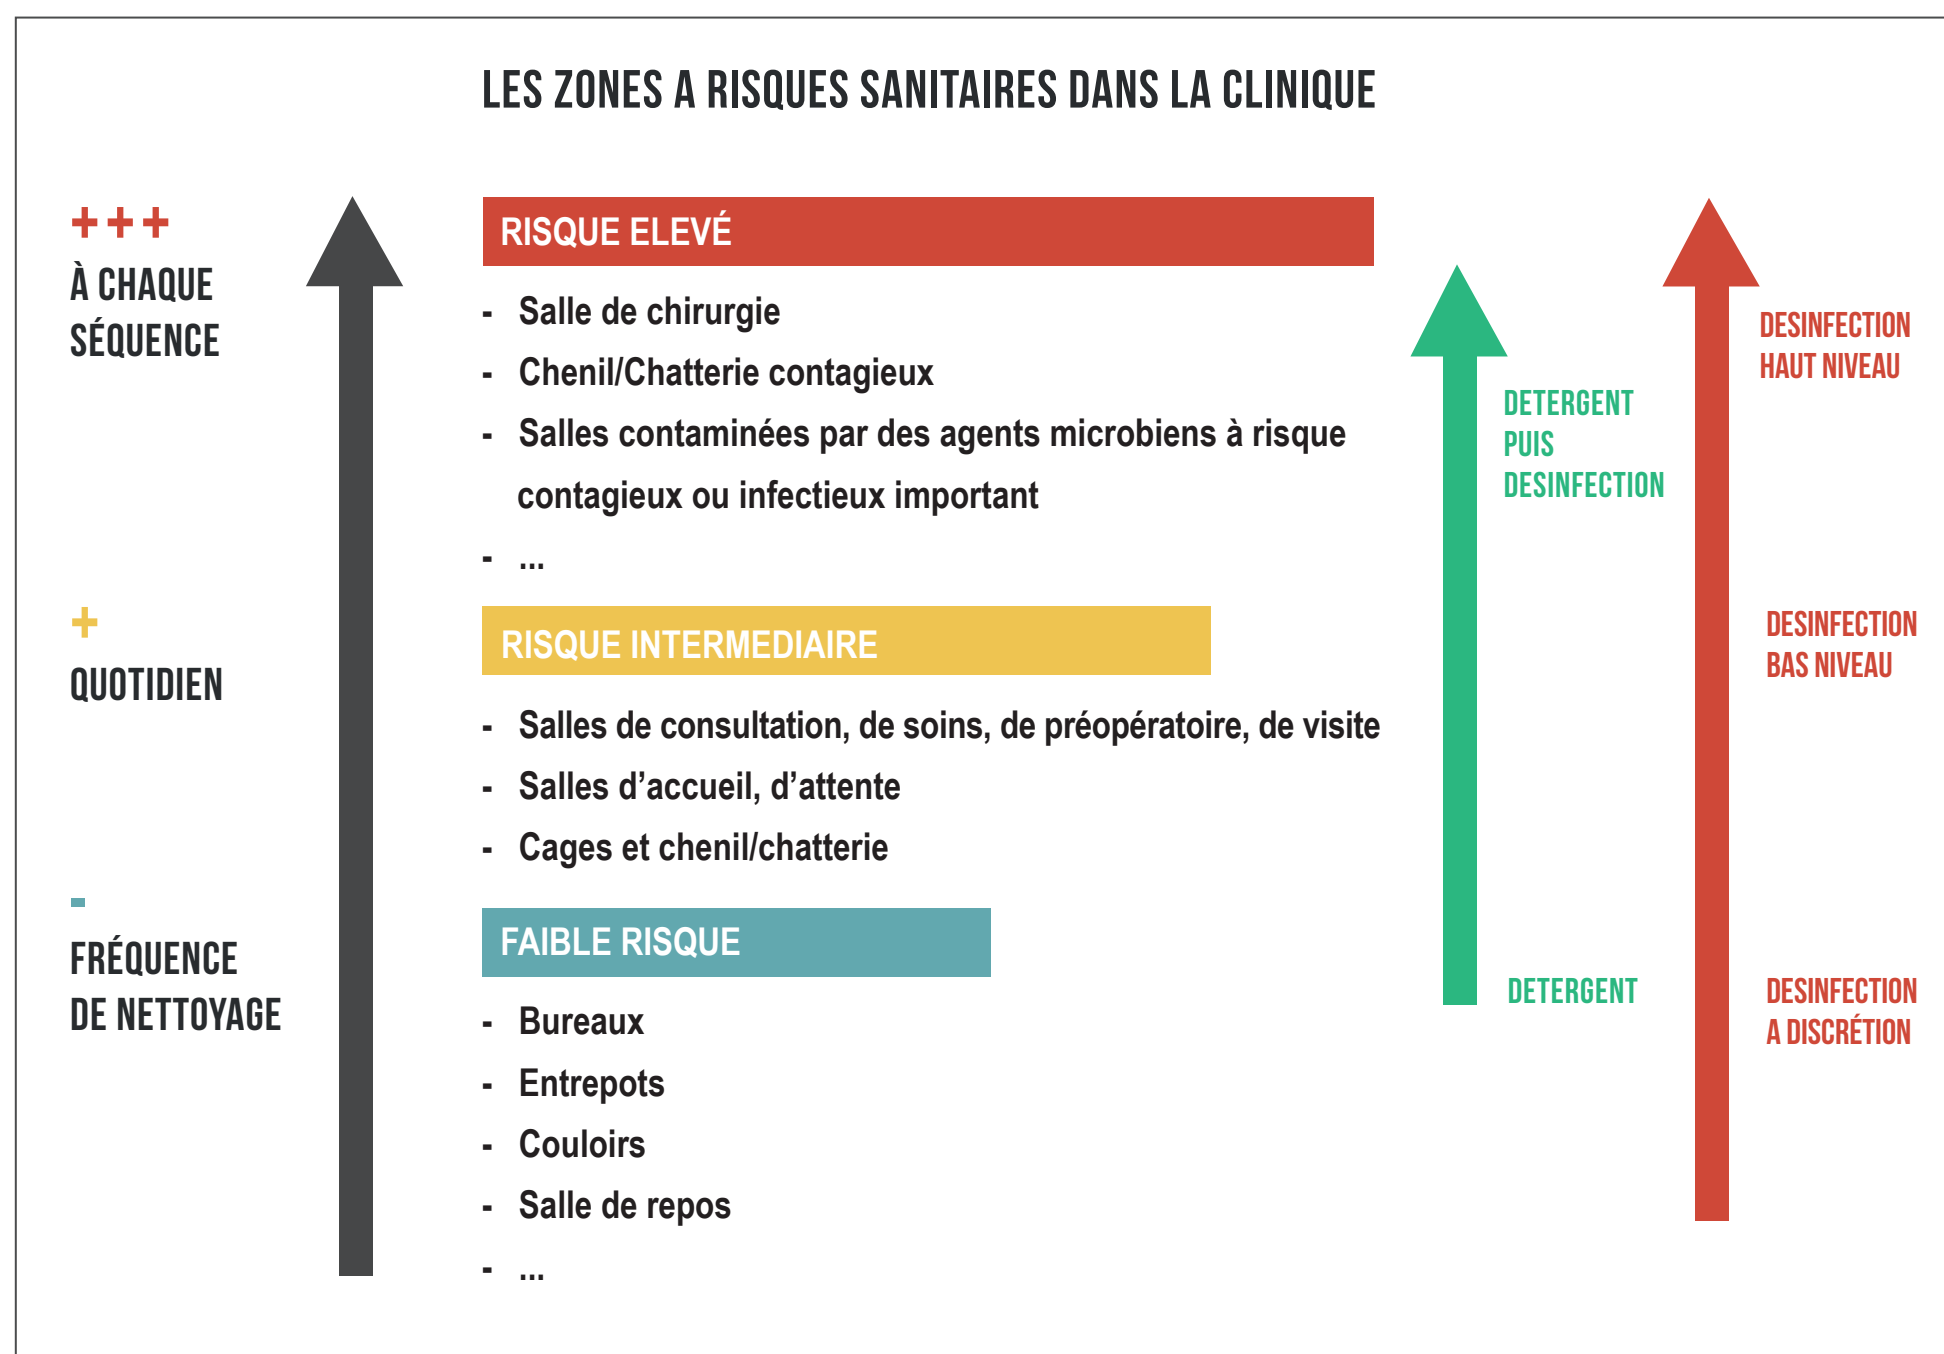 LES ZONES A RISQUES SANITAIRES DANS LA CLINIQUE
+++
À CHAQUE
SÉQUENCE
RISQUE ELEVÉ
- Salle de chirurgie
- Chenil/Chatterie contagieux
- Salles contaminées par des agents microbiens à risque
contagieux ou infectieux important
- ...
DETERGENT
PUIS
DESINFECTION
DESINFECTION
HAUT NIVEAU
+
QUOTIDIEN
RISQUE INTERMEDIAIRE
- Salles de consultation, de soins, de préopératoire, de visite
- Salles d’accueil, d’attente
- Cages et chenil/chatterie
DESINFECTION
BAS NIVEAU
-
FRÉQUENCE
DE NETTOYAGE
FAIBLE RISQUE
- Bureaux
- Entrepots
- Couloirs
- Salle de repos
- ...
DETERGENT
DESINFECTION
A DISCRÉTION